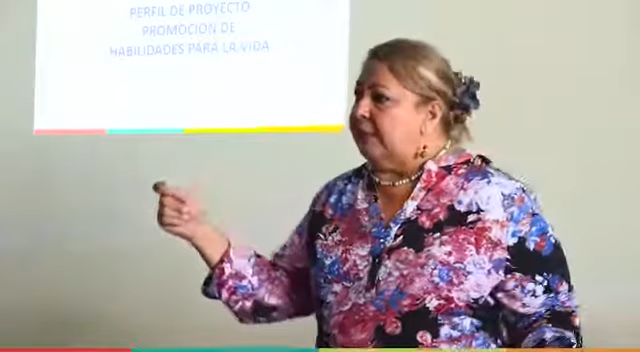 PERFIL DE PROYECTO
PROMOCION DE
HABILIDADES PARA LA VIDA